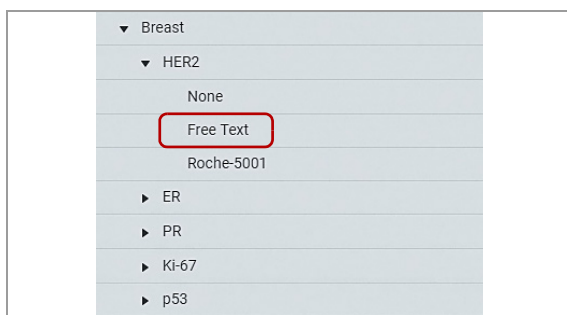 Breast
HER2
None
Free Text
Roche-5001
ER
PR
Ki-67
p53